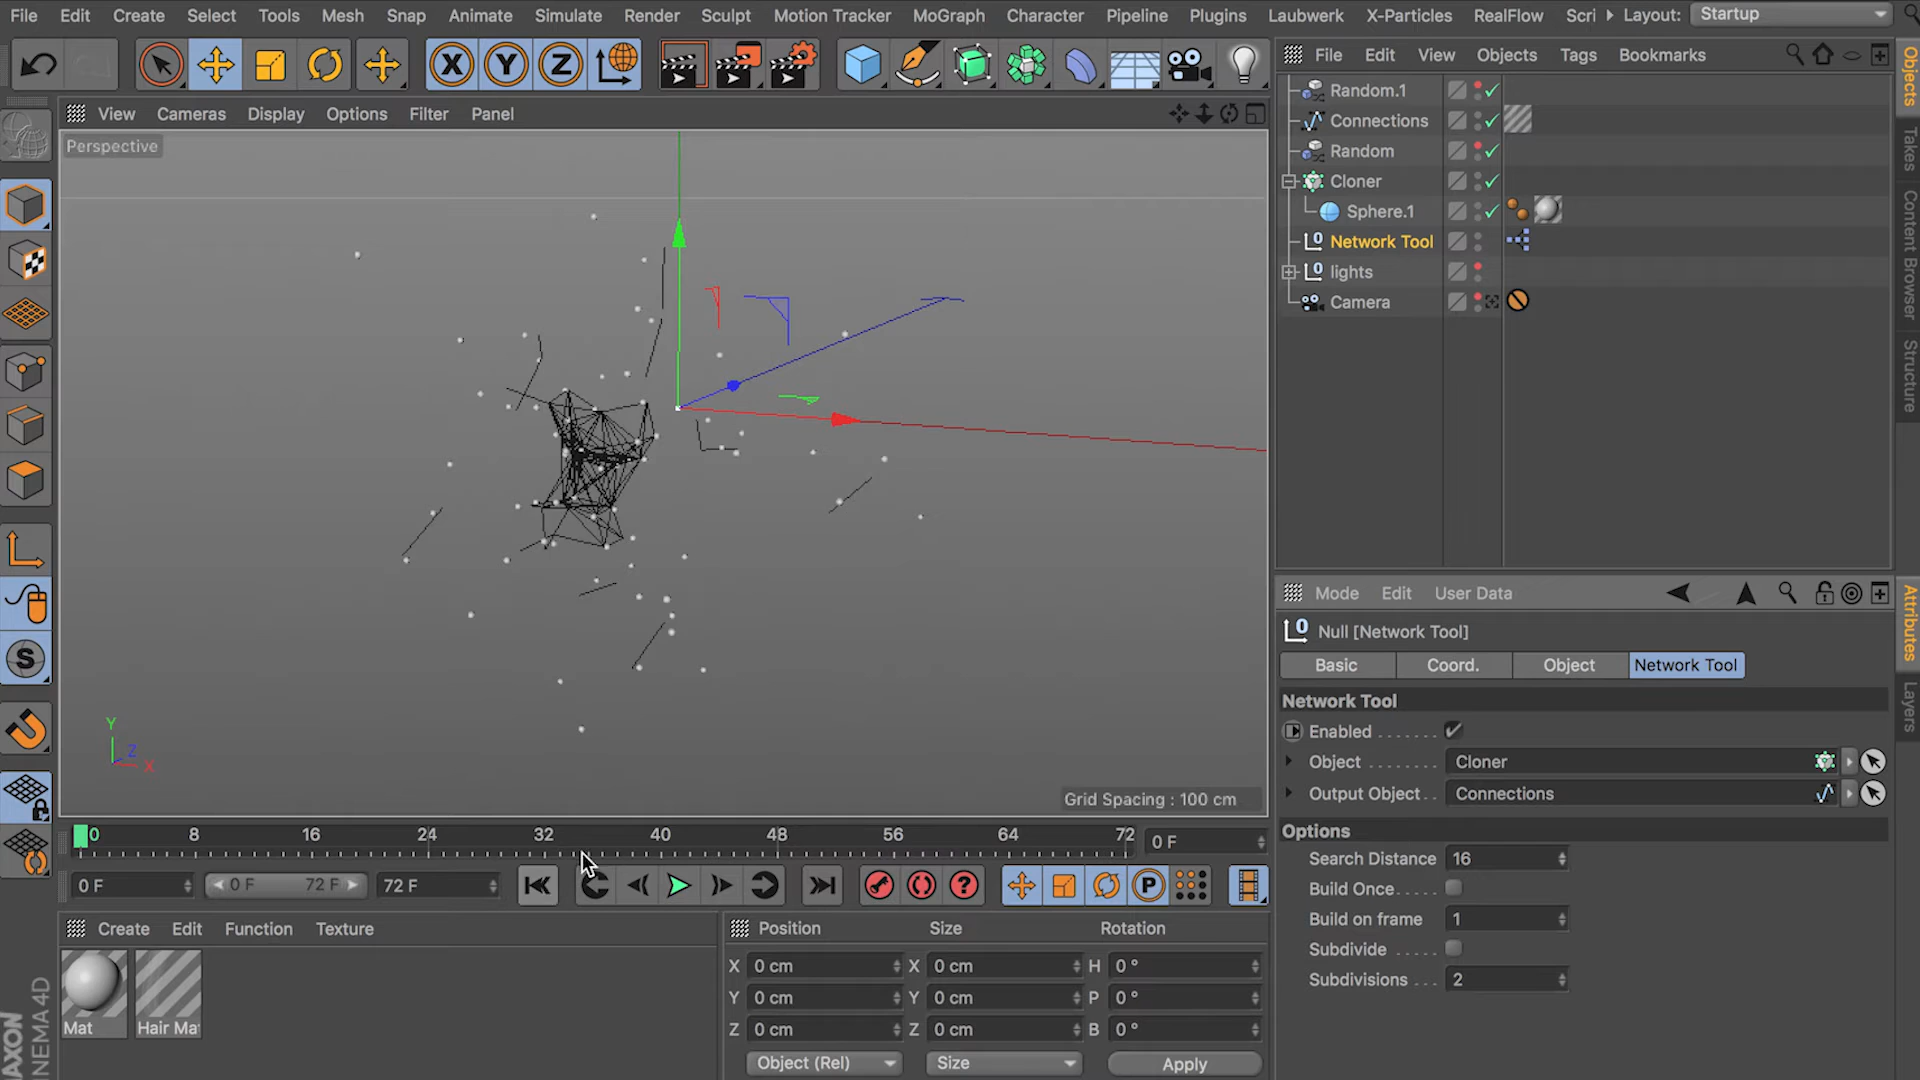 File Edit Create Select Tools Mesh Snap Animate Simulate Render Sculpt Motion Tracker MoGraph Character Pipeline Plugins Laubwerk X-Particles RealFlow Scri Layout: Startup
X Y Z
File Edit View Objects Tags Bookmarks
View Cameras Display Options Filter Panel
Perspective
Random.1
Connections
Random
Cloner
Sphere.1
0 Network Tool
0 lights
Camera
Objects
Takes
Content Browser
Structure
Y
Z
X
Grid Spacing : 100 cm
S
Mode Edit User Data
0 Null [Network Tool]
Basic Coord. Object Network Tool
Network Tool
Enabled . . . . . . .
Object . . . . . . . . Cloner
Output Object . . Connections
Options
Search Distance 16
Build Once. . . . .
Build on frame 1
Subdivide . . . . .
Subdivisions . . . 2
Attributes
Layers
0 8 16 24 32 40 48 56 64 72 0 F
0 F 0 F 72 F 72 F ? P
Create Edit Function Texture
Mat Hair Mat
Position Size Rotation
X 0 cm X 0 cm H 0 °
Y 0 cm Y 0 cm P 0 °
Z 0 cm Z 0 cm B 0 °
Object (Rel) Size Apply
MAXON
INEMA 4D